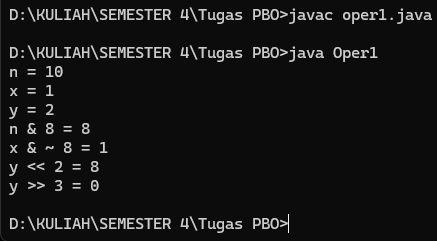 D:\KULIAH\SEMESTER 4\Tugas PBO>javac oper1.java
D:\KULIAH\SEMESTER 4\Tugas PBO>java Oper1
n = 10
x = 1
y = 2
n & 8 = 8
x & ~ 8 = 1
y << 2 = 8
y >> 3 = 0
D:\KULIAH\SEMESTER 4\Tugas PBO>